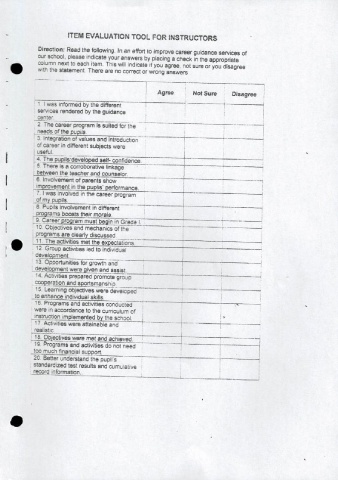 ITEM EVALUATION TOOL FOR INSTRUCTORS
Direction: Read the following. In an effort to improve career guidance services of
our school, please indicate your answers by placing a check in the appropriate
column next to each item. This will indicate if you agree, not sure or you disagree
with the statement. There are no correct or wrong answers.
Agree Not Sure Disagree
1. I was informed by the different
services rendered by the guidance
center.
2. The career program is suited for the
needs of the pupils.
3. Integration of values and introduction
of career in different subjects were
useful.
4. The pupils developed self- confidence.
5. There is a corroborative linkage
between the teacher and counselor.
6. Involvement of parents show
improvement in the pupils' performance.
7. I was involved in the career program
of my pupils.
8. Pupils involvement in different
programs boosts their morale.
9. Career program must begin in Grade I.
10. Objectives and mechanics of the
programs are clearly discussed.
11. The activities met the expectations.
12. Group activities led to individual
development.
13. Opportunities for growth and
development were given and assist.
14. Activities prepared promote group
cooperation and sportsmanship.
15. Learning objectives were developed
to enhance individual skills.
16. Programs and activities conducted
were in accordance to the curriculum of
instruction implemented by the school.
17. Activities were attainable and
realistic.
18. Objectives were met and achieved.
19. Programs and activities do not need
too much financial support.
20. Better understand the pupil's
standardized test results and cumulative
record information.